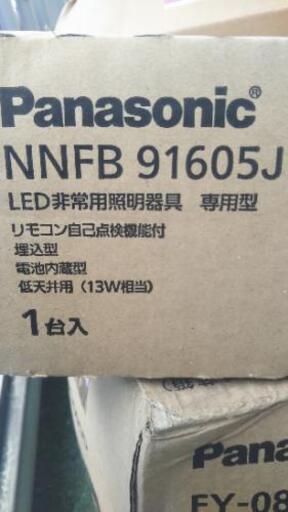 Panasonic®
NNFB 91605J
LED非常用照明器具 専用型
リモコン自己点検機能付
埋込型
電池内蔵型
低天井用（13W相当）
1台入
Pana
FY-08